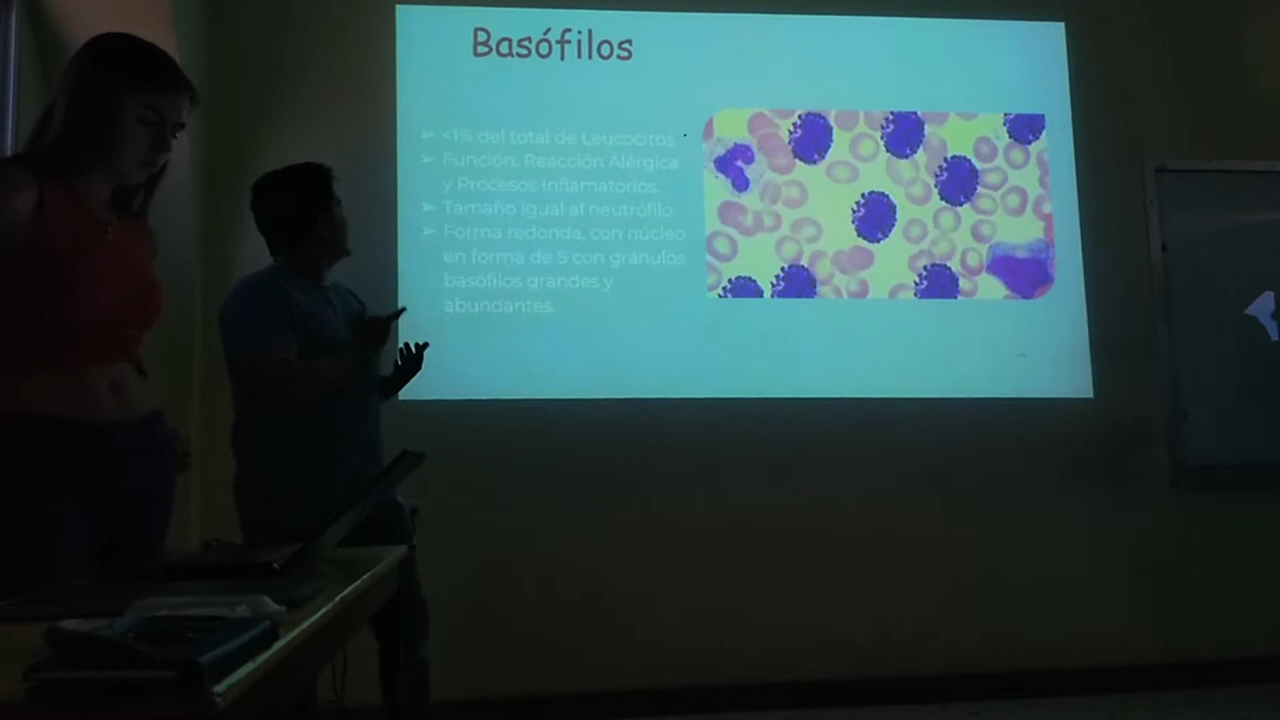 Basófilos
➤ <1% del total de Leucocitos
➤ Función: Reacción Alérgica
y Procesos Inflamatorios.
➤ Tamaño igual al neutrófilo
➤ Forma redonda, con núcleo
en forma de S con gránulos
basófilos grandes y
abundantes.